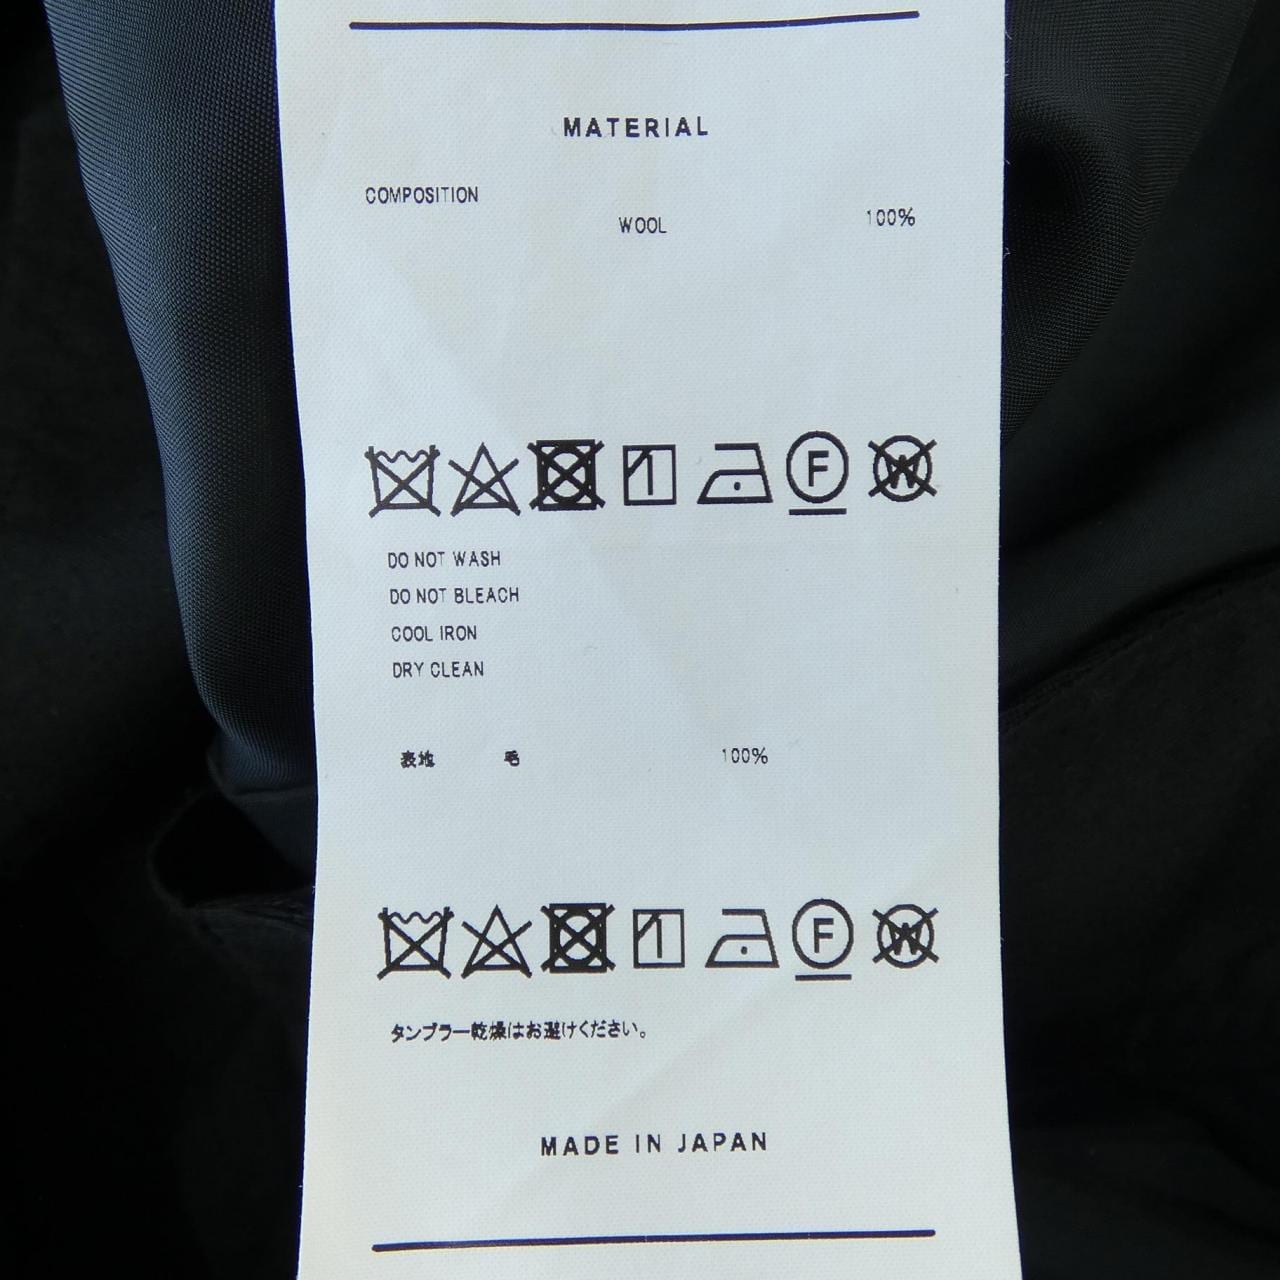 MATERIAL
COMPOSITION
WOOL 100%
F W
DO NOT WASH
DO NOT BLEACH
COOL IRON
DRY CLEAN
表地 毛 100%
F W
タンブラー乾燥はお避けください。
MADE IN JAPAN